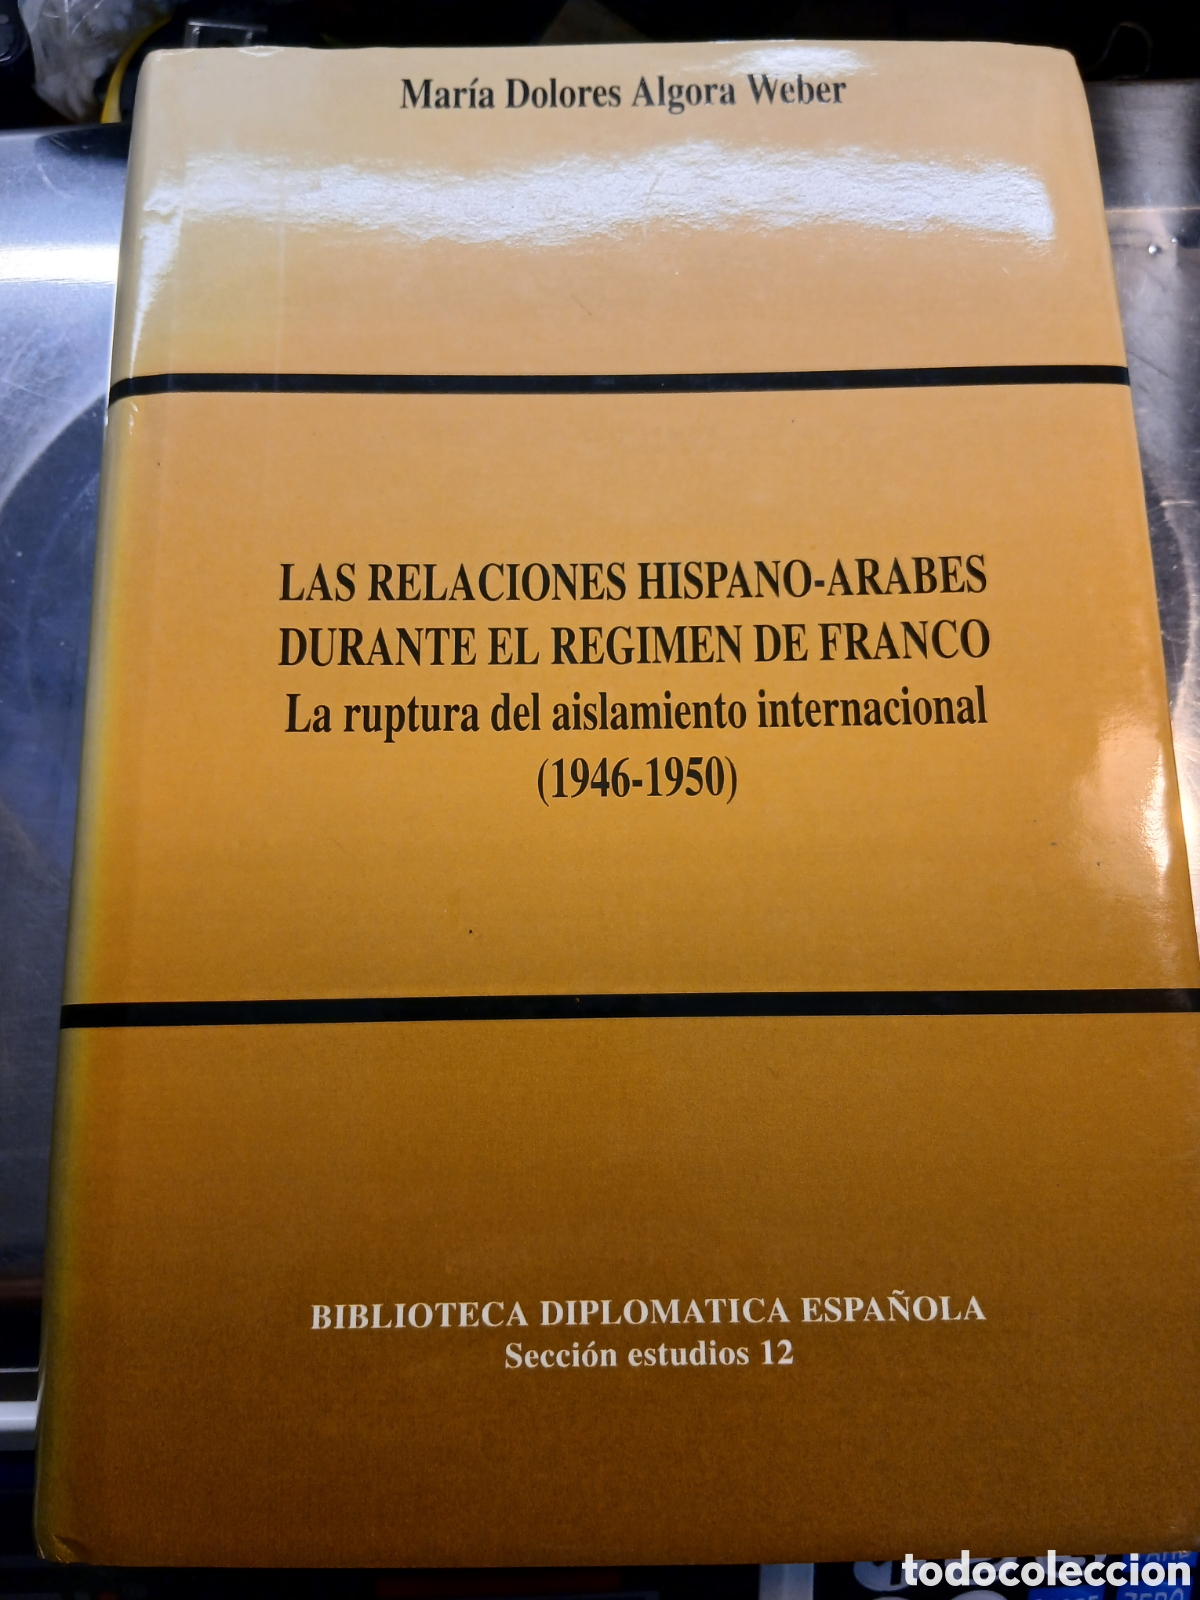 María Dolores Algora Weber
LAS RELACIONES HISPANO-ARABES
DURANTE EL REGIMEN DE FRANCO
La ruptura del aislamiento internacional
(1946-1950)
BIBLIOTECA DIPLOMATICA ESPAÑOLA
Sección estudios 12
todocoleccion